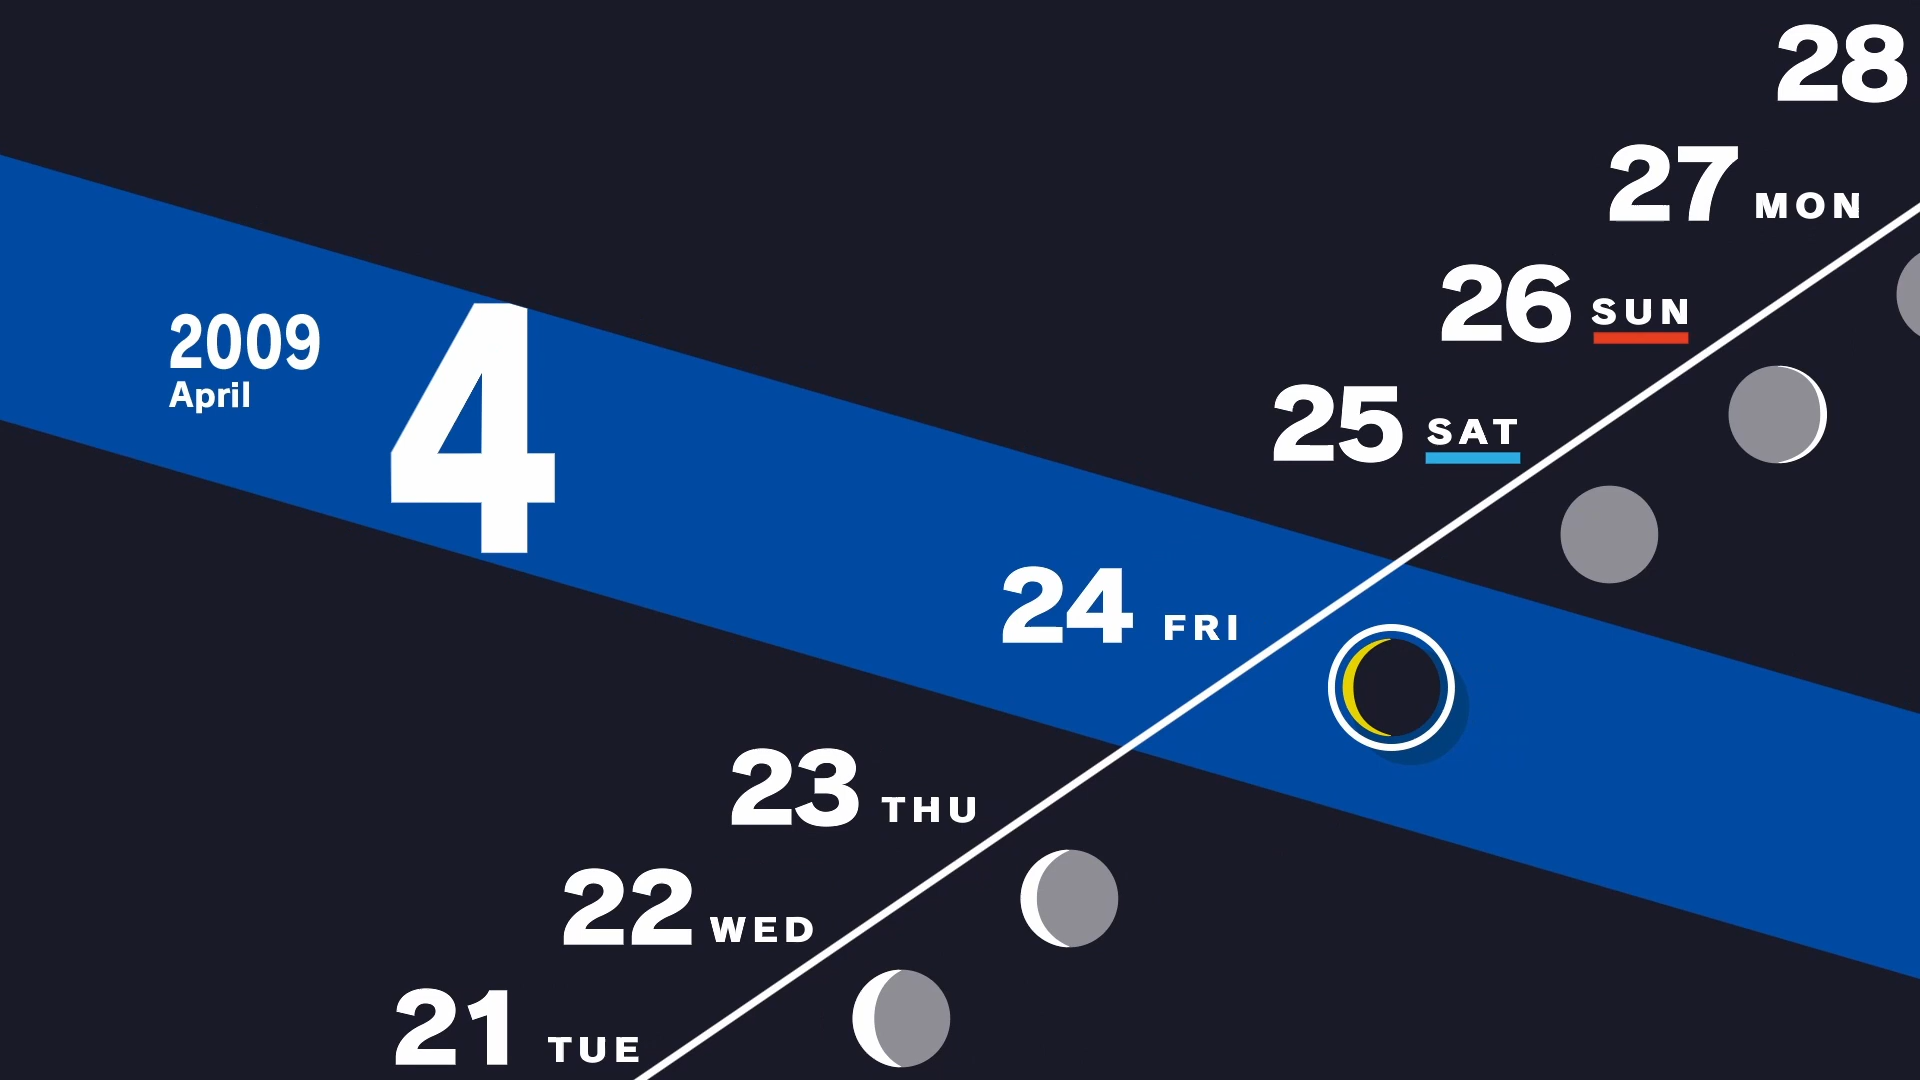 28
27 MON
26 SUN
25 SAT
2009
April
4
24 FRI
23 THU
22 WED
21 TUE